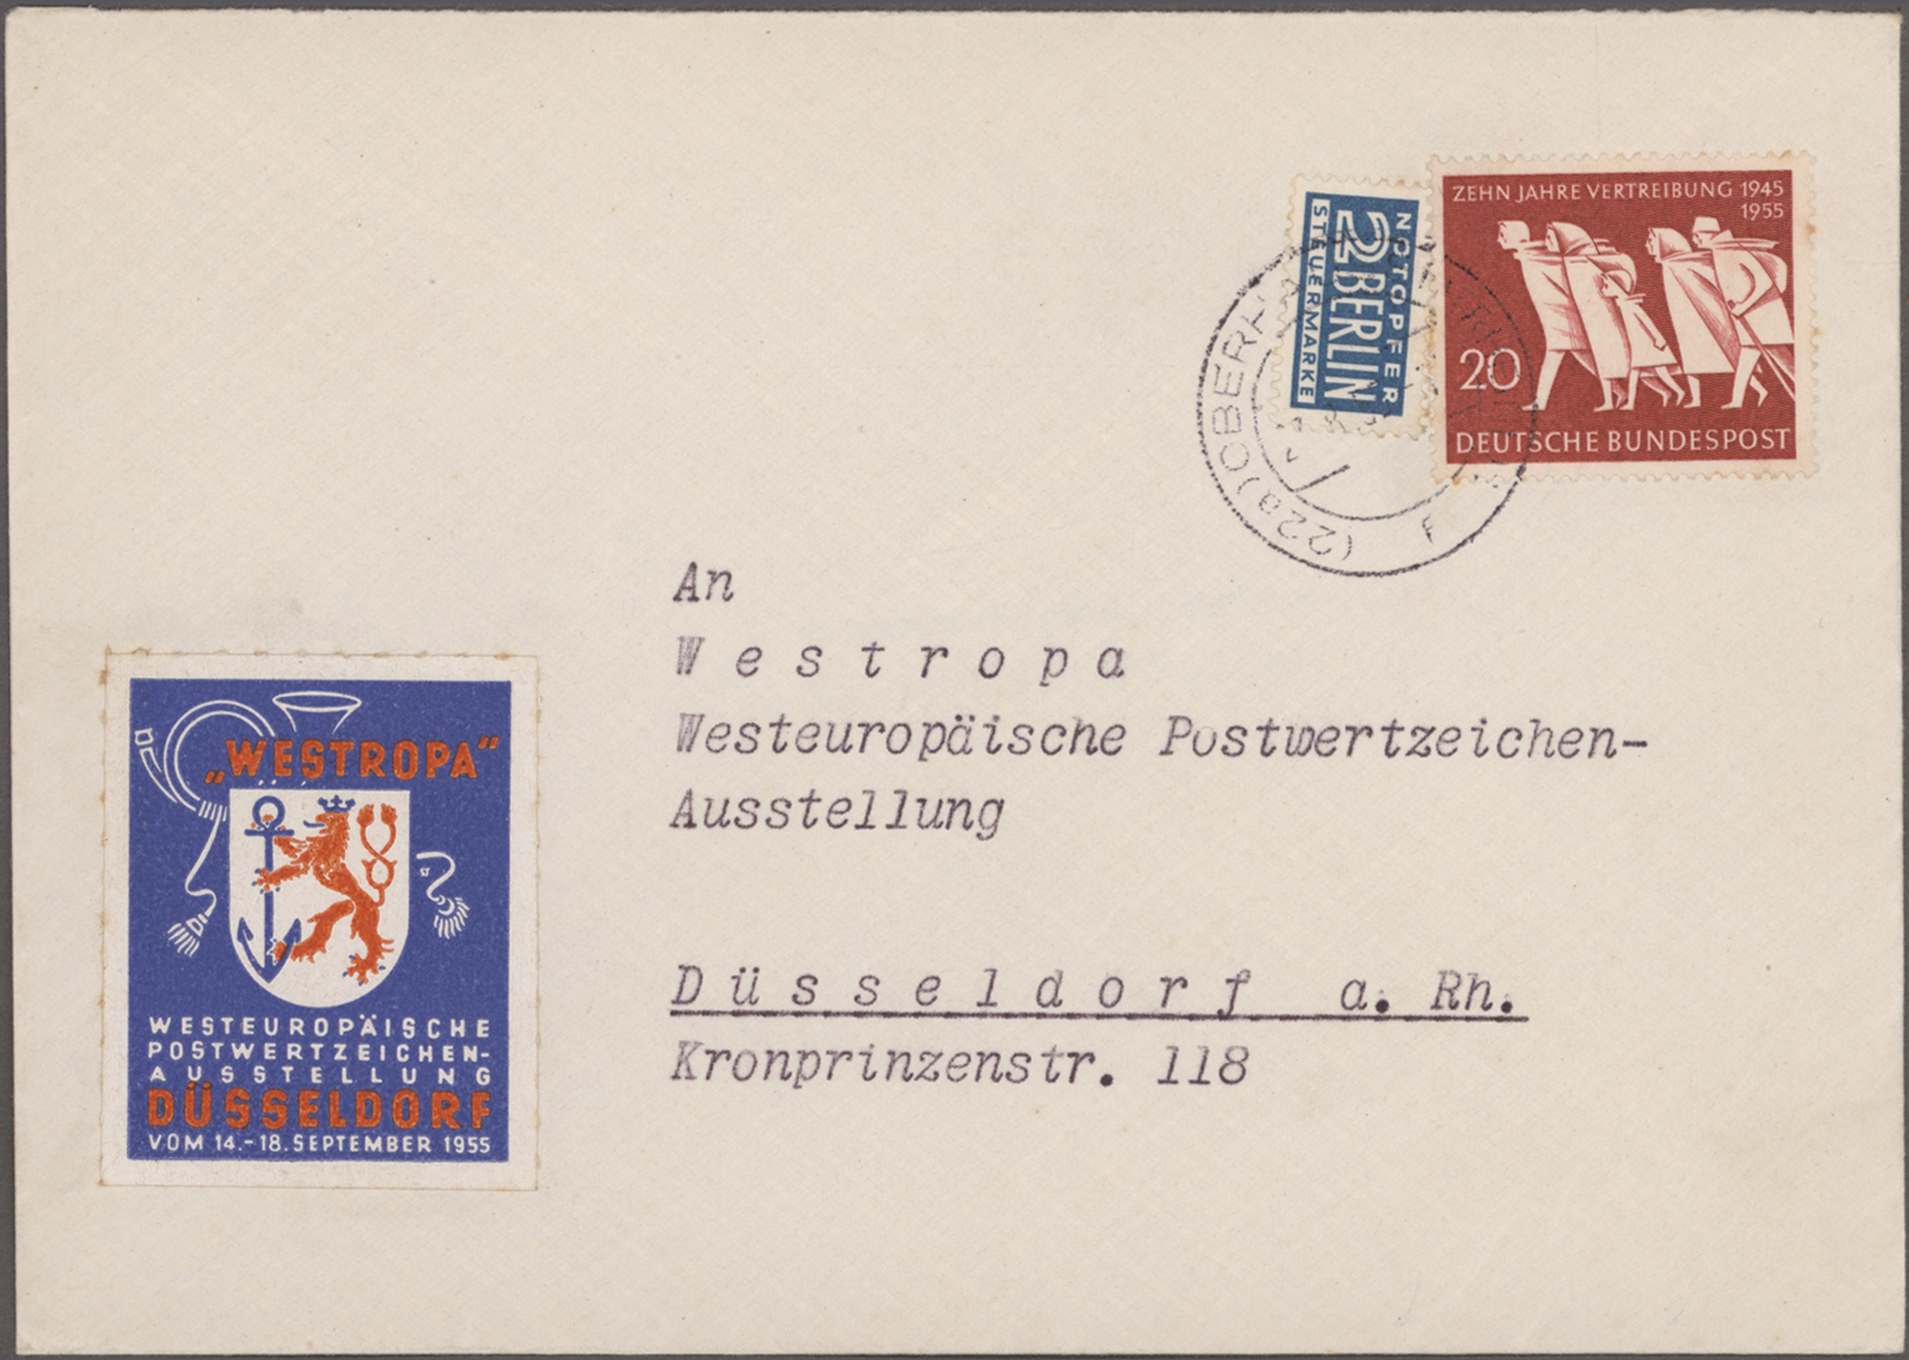 ZEHN JAHRE VERTREIBUNG 1945
1955
20
DEUTSCHE BUNDESPOST
NOTOPFER
2 BERLIN
STEUERMARKE
(22a)
F
An
Westropa
Westeuropäische Postwertzeichen-
Ausstellung
Düsseldorf a. Rh.
Kronprinzenstr. 118
„WESTROPA“
WESTEUROPÄISCHE
POSTWERTZEICHEN-
AUSSTELLUNG
DÜSSELDORF
VOM 14.-18. SEPTEMBER 1955